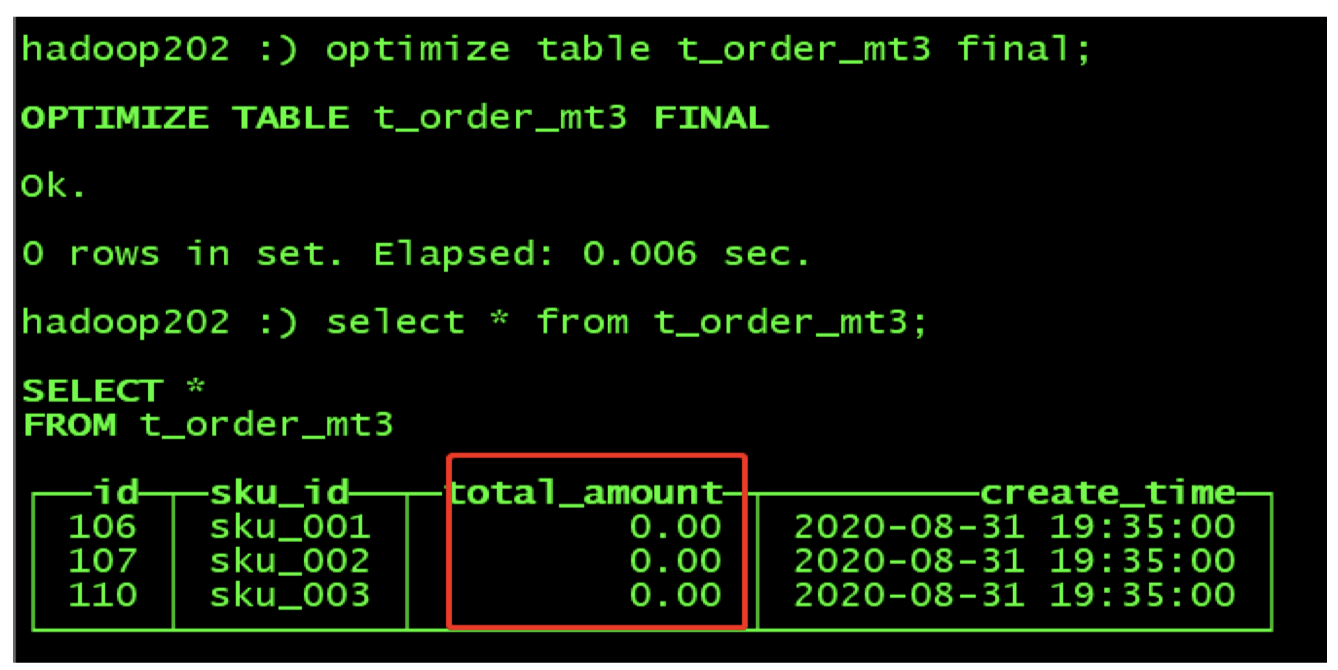 hadoop202 :) optimize table t_order_mt3 final;
OPTIMIZE TABLE t_order_mt3 FINAL
Ok.
0 rows in set. Elapsed: 0.006 sec.
hadoop202 :) select * from t_order_mt3;
SELECT *
FROM t_order_mt3
id sku_id total_amount create_time
106 sku_001 0.00 2020-08-31 19:35:00
107 sku_002 0.00 2020-08-31 19:35:00
110 sku_003 0.00 2020-08-31 19:35:00